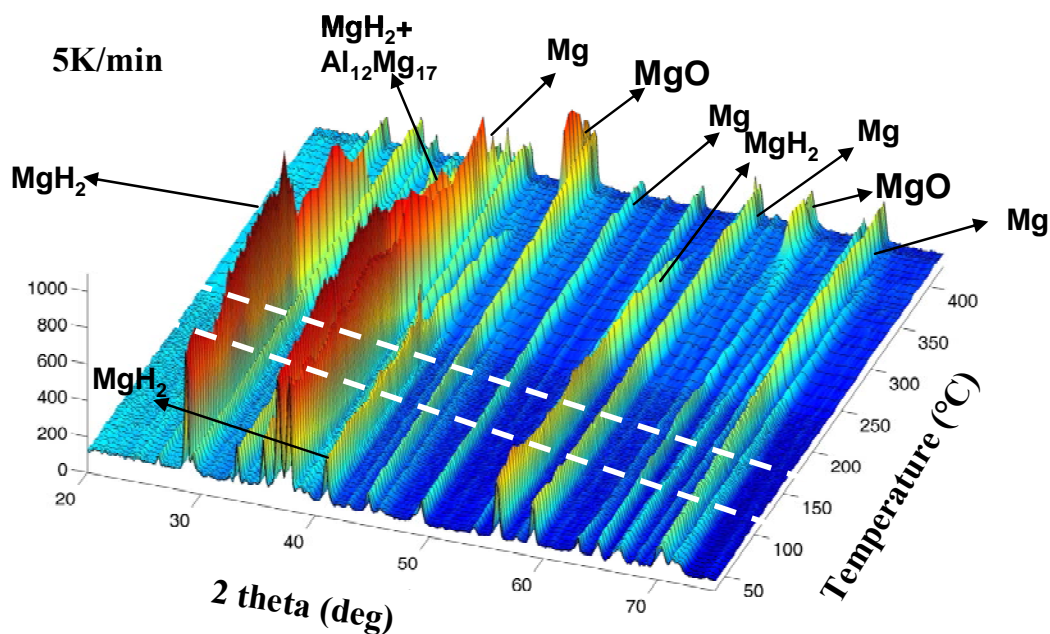 5K/min
MgH₂+
Al₁₂Mg₁₇
Mg
MgO
Mg
MgH₂
Mg
MgO
Mg
MgH₂
MgH₂
1000
800
600
400
200
0
20
30
40
50
60
70
2 theta (deg)
50
100
150
200
250
300
350
400
Temperature (°C)